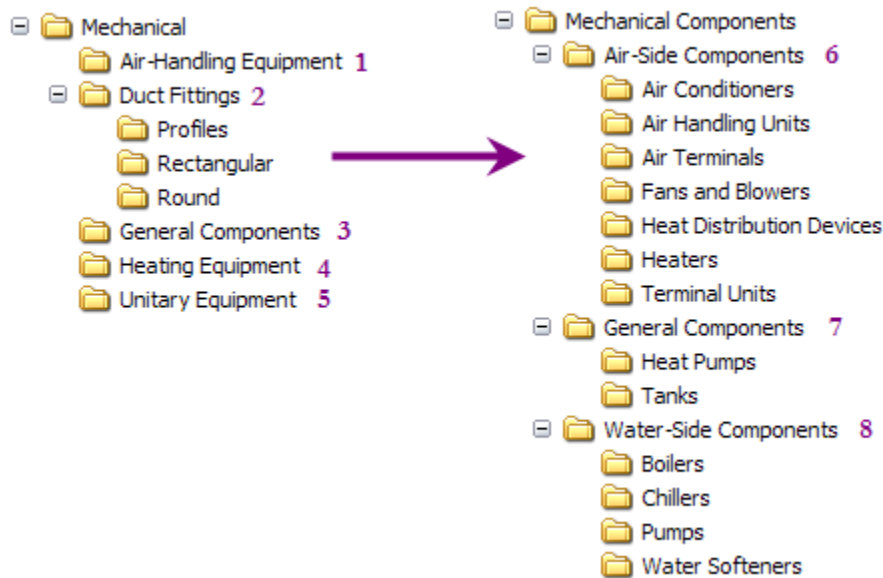 Mechanical
Air-Handling Equipment 1
Duct Fittings 2
Profiles
Rectangular
Round
General Components 3
Heating Equipment 4
Unitary Equipment 5
Mechanical Components
Air-Side Components 6
Air Conditioners
Air Handling Units
Air Terminals
Fans and Blowers
Heat Distribution Devices
Heaters
Terminal Units
General Components 7
Heat Pumps
Tanks
Water-Side Components 8
Boilers
Chillers
Pumps
Water Softeners